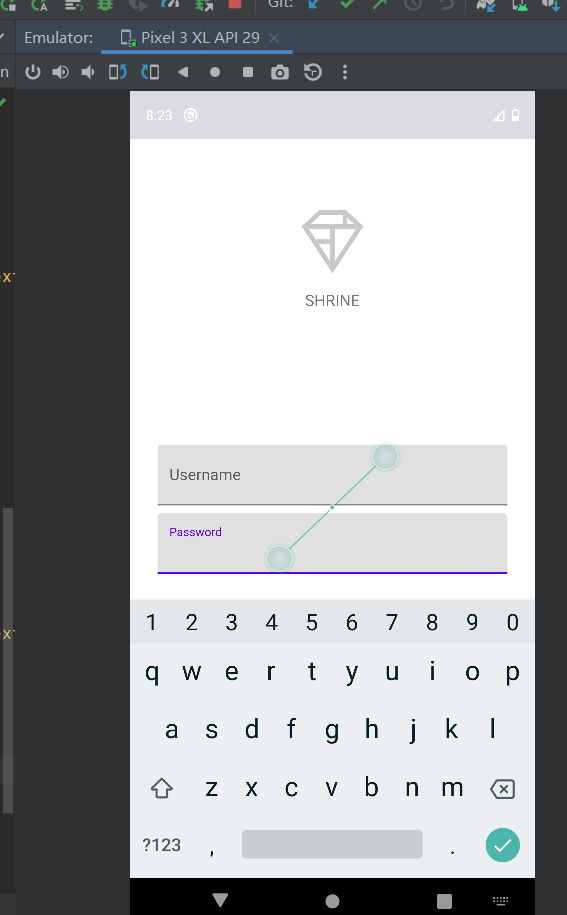 Git:
Emulator: Pixel 3 XL API 29
8:23
SHRINE
Username
Password
1 2 3 4 5 6 7 8 9 0
q w e r t y u i o p
a s d f g h j k l
z x c v b n m
?123 , .